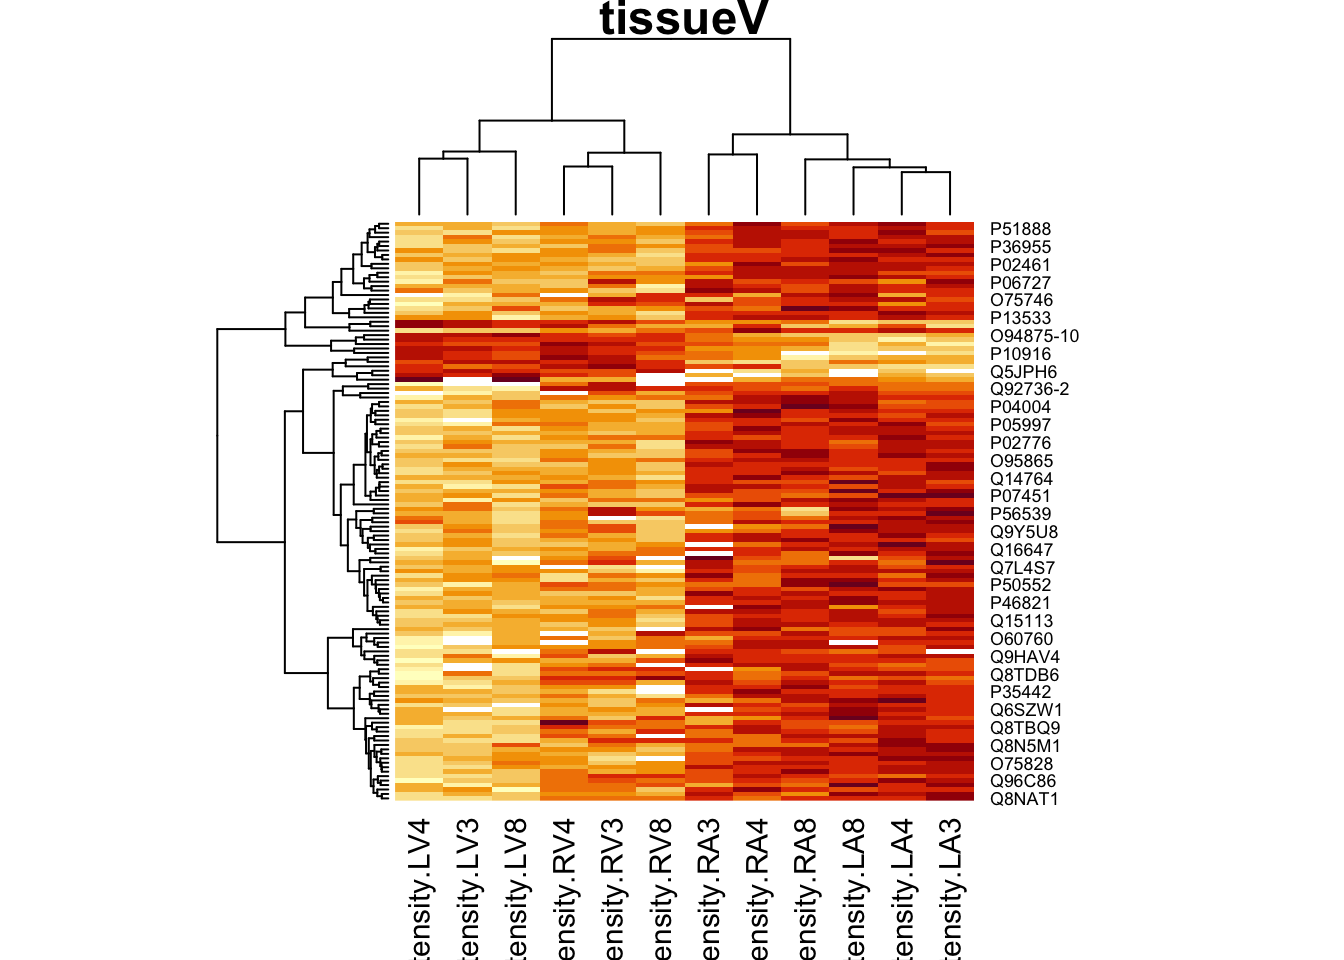 tissueV
P51888
P36955
P02461
P06727
O75746
P13533
O94875-10
P10916
Q5JPH6
Q92736-2
P04004
P05997
P02776
O95865
Q14764
P07451
P56539
Q9Y5U8
Q16647
Q7L4S7
P50552
P46821
Q15113
O60760
Q9HAV4
Q8TDB6
P35442
Q6SZW1
Q8TBQ9
Q8N5M1
O75828
Q96C86
Q8NAT1
tensity.LV4
tensity.LV3
tensity.LV8
ensity.RV4
ensity.RV3
ensity.RV8
ensity.RA3
ensity.RA4
ensity.RA8
tensity.LA8
tensity.LA4
tensity.LA3